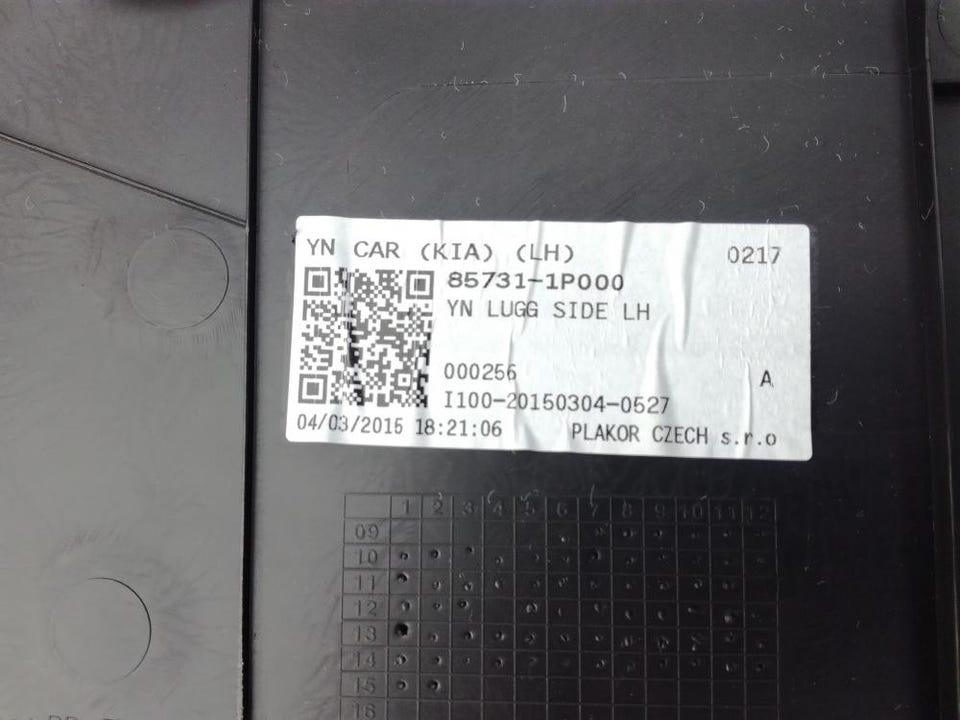 YN CAR (KIA) (LH) 0217
85731-1P000
YN LUGG SIDE LH
000256 A
I100-20150304-0527
04/03/2015 18:21:06 PLAKOR CZECH s.r.o
1 2 3 4 5 6 7 8 9 10 11 12
09
10
11
12
13
14
15
16